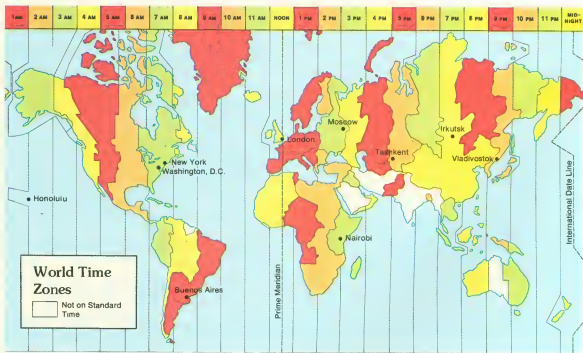 1 AM 2 AM 3 AM 4 AM 5 AM 6 AM 7 AM 8 AM 9 AM 10 AM 11 AM NOON 1 PM 2 PM 3 PM 4 PM 5 PM 6 PM 7 PM 8 PM 9 PM 10 PM 11 PM MID-
NIGHT
Moscow
Irkutsk
London
Tashkent
Vladivostok
New York
Washington, D.C.
Honolulu
Nairobi
International Date Line
Prime Meridian
Buenos Aires
World Time
Zones
Not on Standard
Time